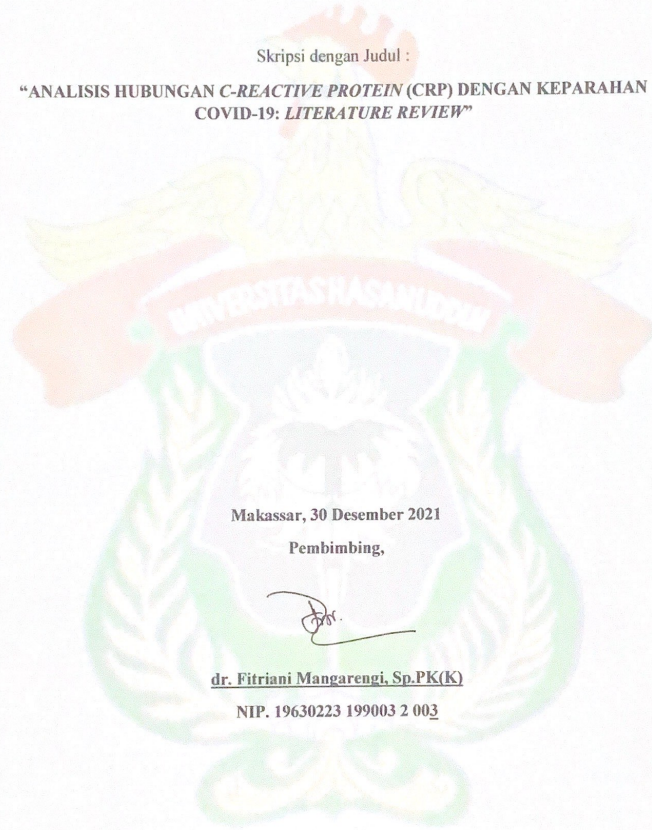 Skripsi dengan Judul :
“ANALISIS HUBUNGAN C-REACTIVE PROTEIN (CRP) DENGAN KEPARAHAN
COVID-19: LITERATURE REVIEW”
UNIVERSITAS HASANUDDIN
Makassar, 30 Desember 2021
Pembimbing,
dr. Fitriani Mangarengi, Sp.PK(K)
NIP. 19630223 199003 2 003